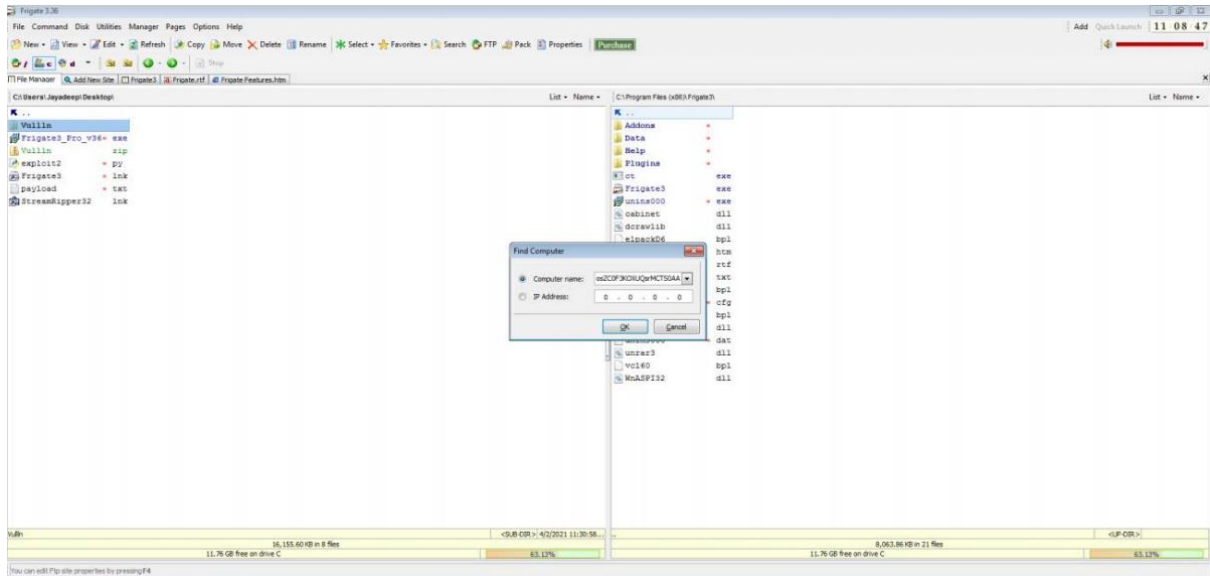 Frigate 3.36
File Command Disk Utilities Manager Pages Options Help
Add Quick Launch 11 08 47
New View Edit Refresh Copy Move Delete Rename Select Favorites Search FTP Pack Properties Purchase
Stop
File Manager Add New Site Frigate3 Frigate.rtf Frigate Features.htm
C:\Users\Jayadeep\Desktop\ List Name
C:\Program Files (x86)\Frigate3\ List Name
..
Vullln
Frigate3_Pro_v36 exe
Vullln zip
exploit2 py
Frigate3 lnk
payload txt
StreamRipper32 lnk
..
Addons
Data
Help
Plugins
ct exe
Frigate3 exe
unins000 exe
cabinet dll
dcrawlib dll
elpackD6 bpl
htm
rtf
txt
bpl
cfg
bpl
dll
unins000 dat
unrar3 dll
vcl60 bpl
WnASPI32 dll
Find Computer
Computer name:
IP Address: 0 . 0 . 0 . 0
OK Cancel
Vullln <SUB-DIR> 4/2/2021 11:30:58...
16,155.60 KB in 8 files
11.76 GB free on drive C 63.13%
.. <UP-DIR>
8,063.86 KB in 21 files
11.76 GB free on drive C 63.13%
You can edit Ftp site properties by pressing F4